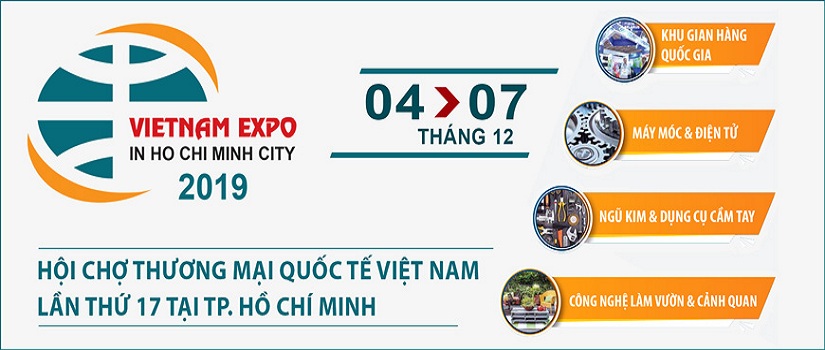 VIETNAM EXPO
IN HO CHI MINH CITY
2019
04 > 07
THÁNG 12
HỘI CHỢ THƯƠNG MẠI QUỐC TẾ VIỆT NAM
LẦN THỨ 17 TẠI TP. HỒ CHÍ MINH
KHU GIAN HÀNG
QUỐC GIA
MÁY MÓC & ĐIỆN TỬ
NGŨ KIM & DỤNG CỤ CẦM TAY
CÔNG NGHỆ LÀM VƯỜN & CẢNH QUAN